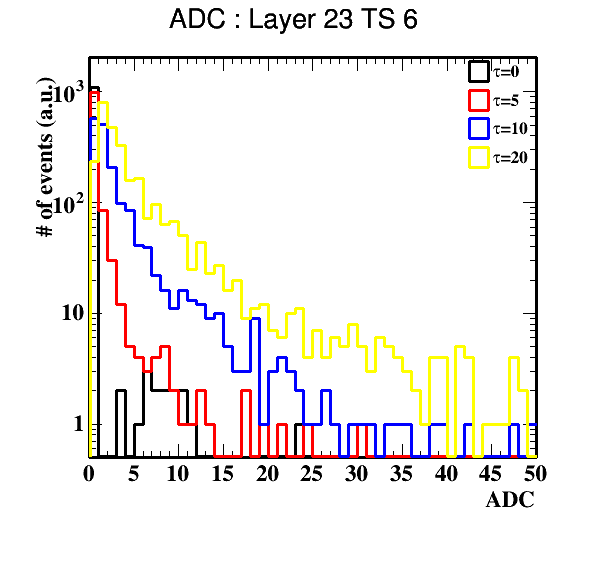 ADC : Layer 23 TS 6
# of events (a.u.)
10³
10²
10
1
τ=0
τ=5
τ=10
τ=20
0 5 10 15 20 25 30 35 40 45 50
ADC